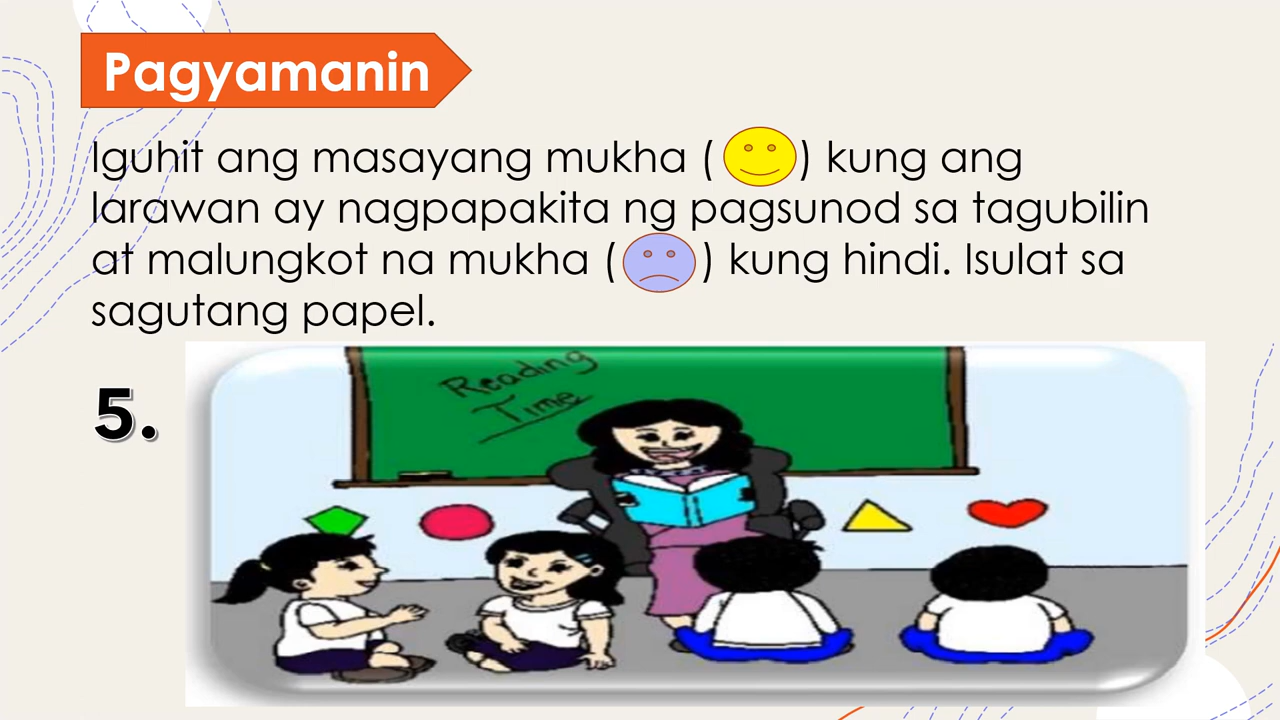 Pagyamanin
Iguhit ang masayang mukha ( ) kung ang
larawan ay nagpapakita ng pagsunod sa tagubilin
at malungkot na mukha ( ) kung hindi. Isulat sa
sagutang papel.
5.
Reading
Time